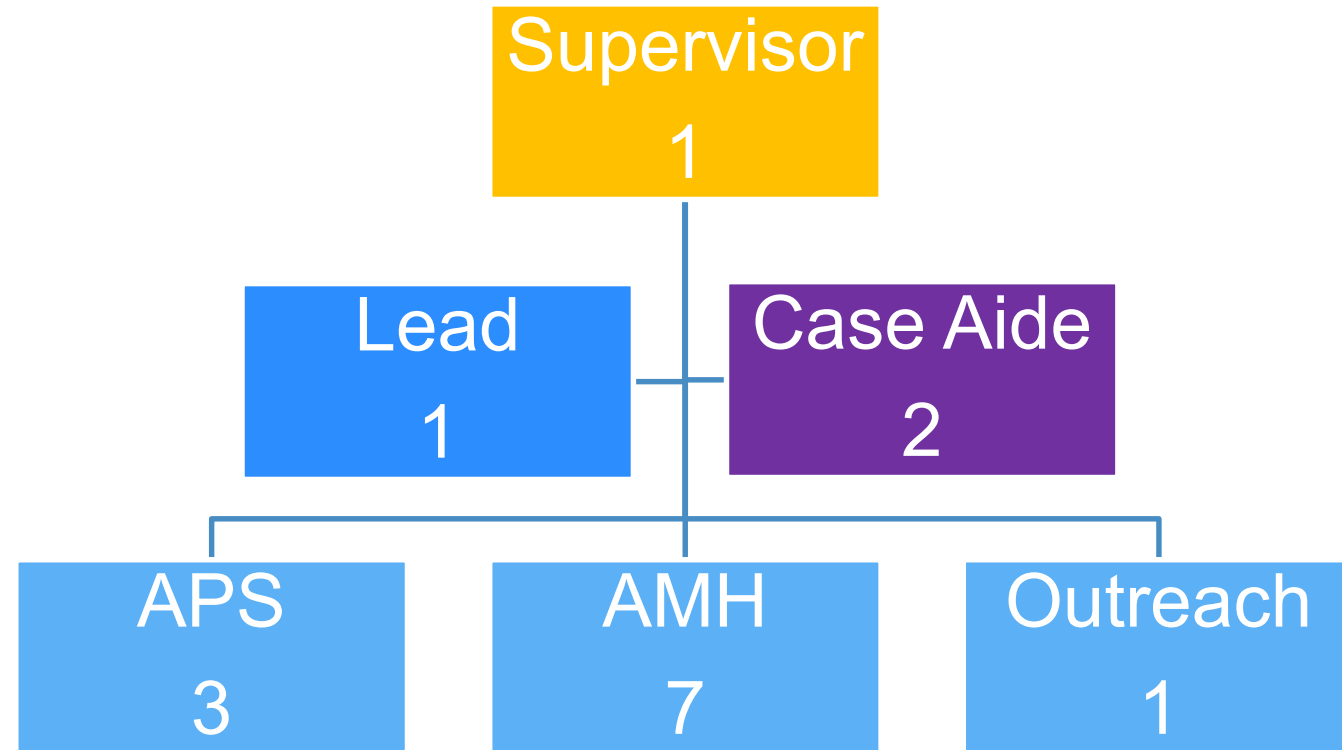 Supervisor
1
Lead
1
Case Aide
2
APS
3
AMH
7
Outreach
1